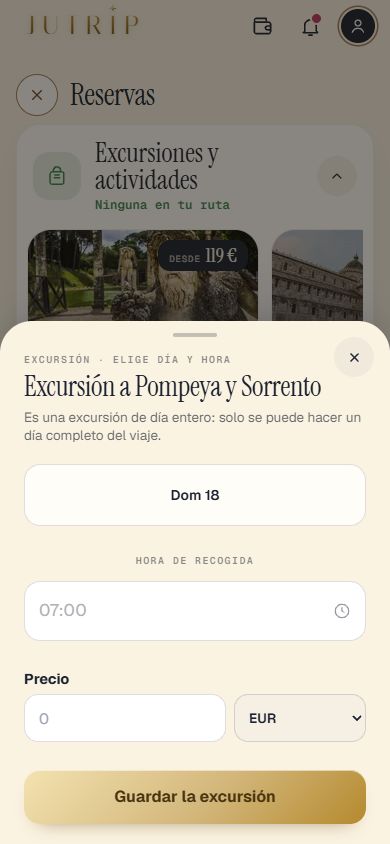 JUTRIP
Reservas
Excursiones y
actividades
Ninguna en tu ruta
DESDE 119 €
EXCURSIÓN · ELIGE DÍA Y HORA
Excursión a Pompeya y Sorrento
Es una excursión de día entero: solo se puede hacer un
día completo del viaje.
Dom 18
HORA DE RECOGIDA
07:00
Precio
0
EUR
Guardar la excursión